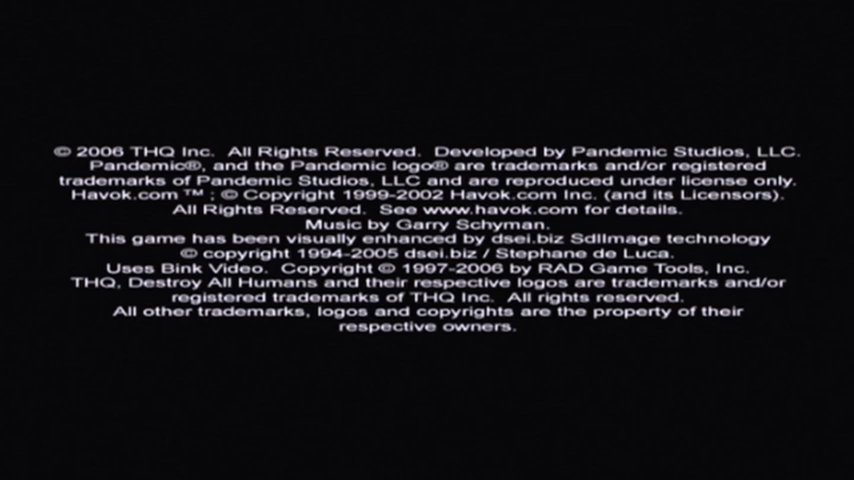 © 2006 THQ Inc. All Rights Reserved. Developed by Pandemic Studios, LLC.
Pandemic®, and the Pandemic logo® are trademarks and/or registered
trademarks of Pandemic Studios, LLC and are reproduced under license only.
Havok.com ™ ; © Copyright 1999-2002 Havok.com Inc. (and its Licensors).
All Rights Reserved. See www.havok.com for details.
Music by Garry Schyman.
This game has been visually enhanced by dsei.biz SdlImage technology
© copyright 1994-2005 dsei.biz / Stephane de Luca.
Uses Bink Video. Copyright © 1997-2006 by RAD Game Tools, Inc.
THQ, Destroy All Humans and their respective logos are trademarks and/or
registered trademarks of THQ Inc. All rights reserved.
All other trademarks, logos and copyrights are the property of their
respective owners.